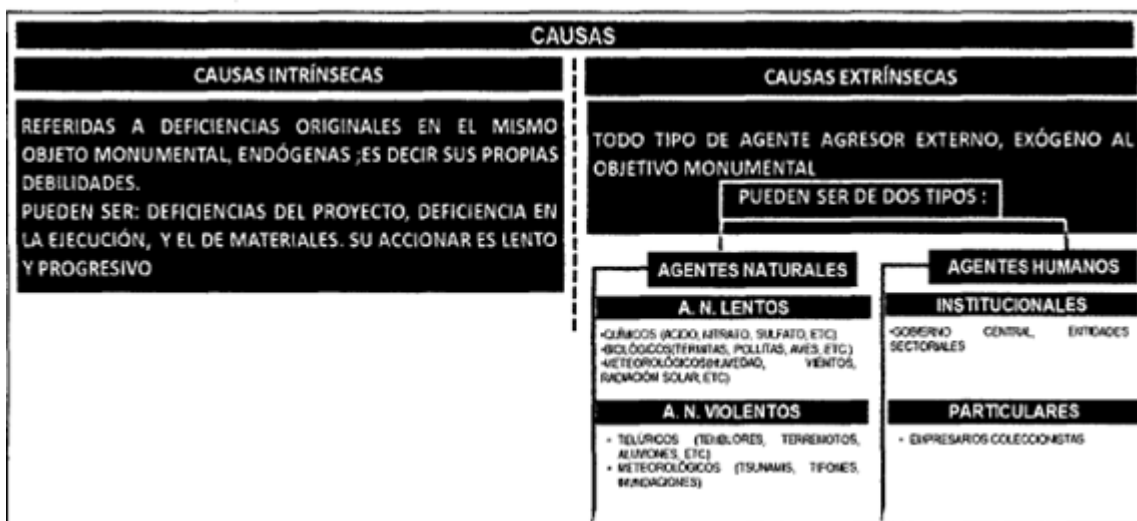 CAUSAS
CAUSAS INTRÍNSECAS
REFERIDAS A DEFICIENCIAS ORIGINALES EN EL MISMO
OBJETO MONUMENTAL, ENDÓGENAS ;ES DECIR SUS PROPIAS
DEBILIDADES.
PUEDEN SER: DEFICIENCIAS DEL PROYECTO, DEFICIENCIA EN
LA EJECUCIÓN, Y EL DE MATERIALES. SU ACCIONAR ES LENTO
Y PROGRESIVO
CAUSAS EXTRÍNSECAS
TODO TIPO DE AGENTE AGRESOR EXTERNO, EXÓGENO AL
OBJETIVO MONUMENTAL
PUEDEN SER DE DOS TIPOS :
AGENTES NATURALES
A. N. LENTOS
•QUÍMICOS (ACIDO, NITRATO, SULFATO, ETC)
•BIOLÓGICOS(TERMITAS, POLLITAS, AVES, ETC)
•METEOROLÓGICOS(HUMEDAD, VIENTOS,
RADIACIÓN SOLAR, ETC)
A. N. VIOLENTOS
• TELÚRICOS (TEMBLORES, TERREMOTOS,
ALUVIONES, ETC)
• METEOROLÓGICOS (TSUNAMIS, TIFONES,
INUNDACIONES)
AGENTES HUMANOS
INSTITUCIONALES
•GOBIERNO CENTRAL, ENTIDADES
SECTORIALES
PARTICULARES
• EMPRESARIOS COLECCIONISTAS